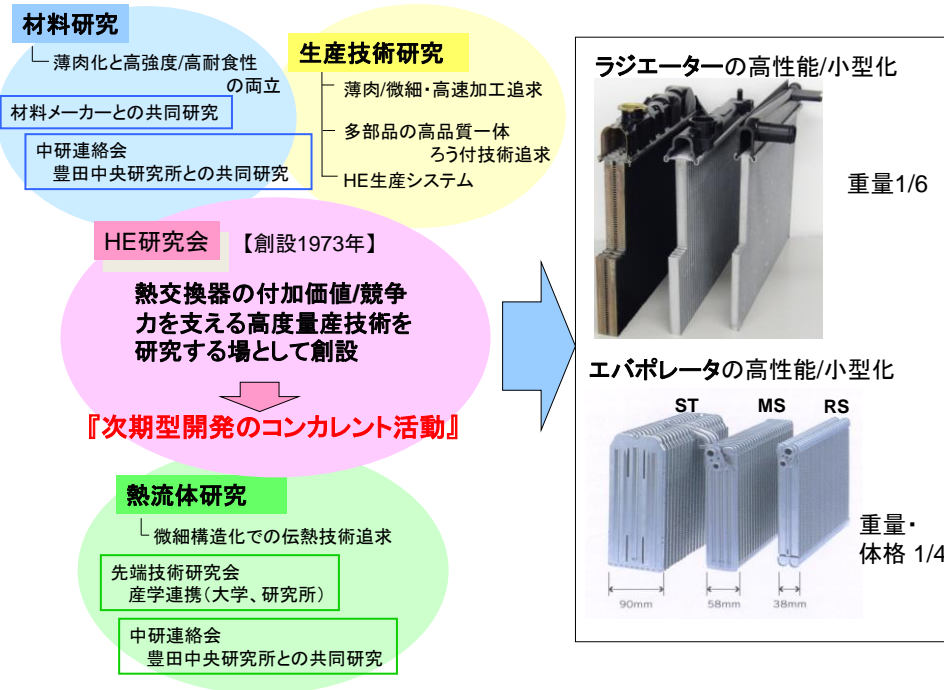 材料研究
薄肉化と高強度/高耐食性
の両立
材料メーカーとの共同研究
中研連絡会
豊田中央研究所との共同研究
生産技術研究
薄肉/微細・高速加工追求
多部品の高品質一体
ろう付技術追求
HE生産システム
HE研究会 【創設1973年】
熱交換器の付加価値/競争
力を支える高度量産技術を
研究する場として創設
『次期型開発のコンカレント活動』
熱流体研究
微細構造化での伝熱技術追求
先端技術研究会
産学連携(大学、研究所)
中研連絡会
豊田中央研究所との共同研究
ラジエーターの高性能/小型化
重量1/6
エバポレータの高性能/小型化
ST MS RS
重量・
体格 1/4
90mm 58mm 38mm